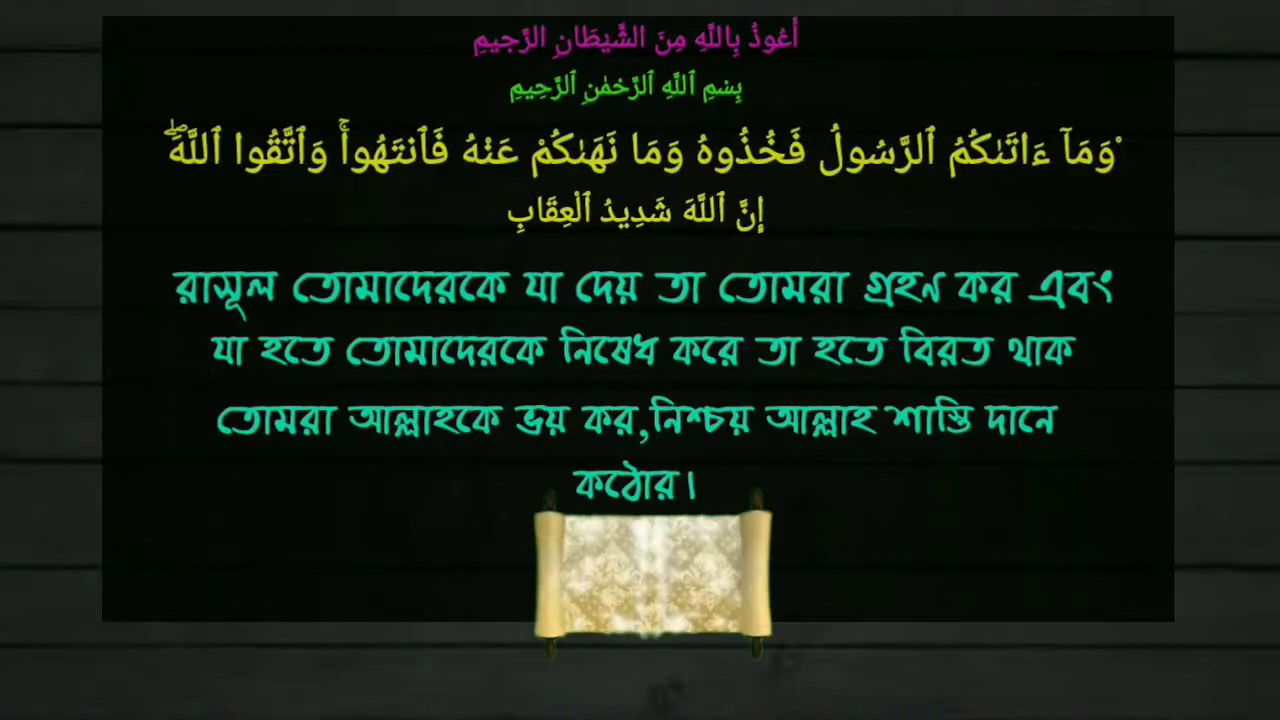 أَعُوذُ بِاللَّهِ مِنَ الشَّيْطَانِ الرَّجِيمِ
بِسْمِ ٱللَّهِ ٱلرَّحْمَٰنِ ٱلرَّحِيمِ
وَمَآ ءَاتَىٰكُمُ ٱلرَّسُولُ فَخُذُوهُ وَمَا نَهَىٰكُمْ عَنْهُ فَٱنتَهُوا۟ۚ وَٱتَّقُوا ٱللَّهَۖ
إِنَّ ٱللَّهَ شَدِيدُ ٱلْعِقَابِ
রাসূল তোমাদেরকে যা দেয় তা তোমরা গ্রহণ কর এবং
যা হতে তোমাদেরকে নিষেধ করে তা হতে বিরত থাক
তোমরা আল্লাহকে ভয় কর,নিশ্চয় আল্লাহ শাস্তি দানে
কঠোর।